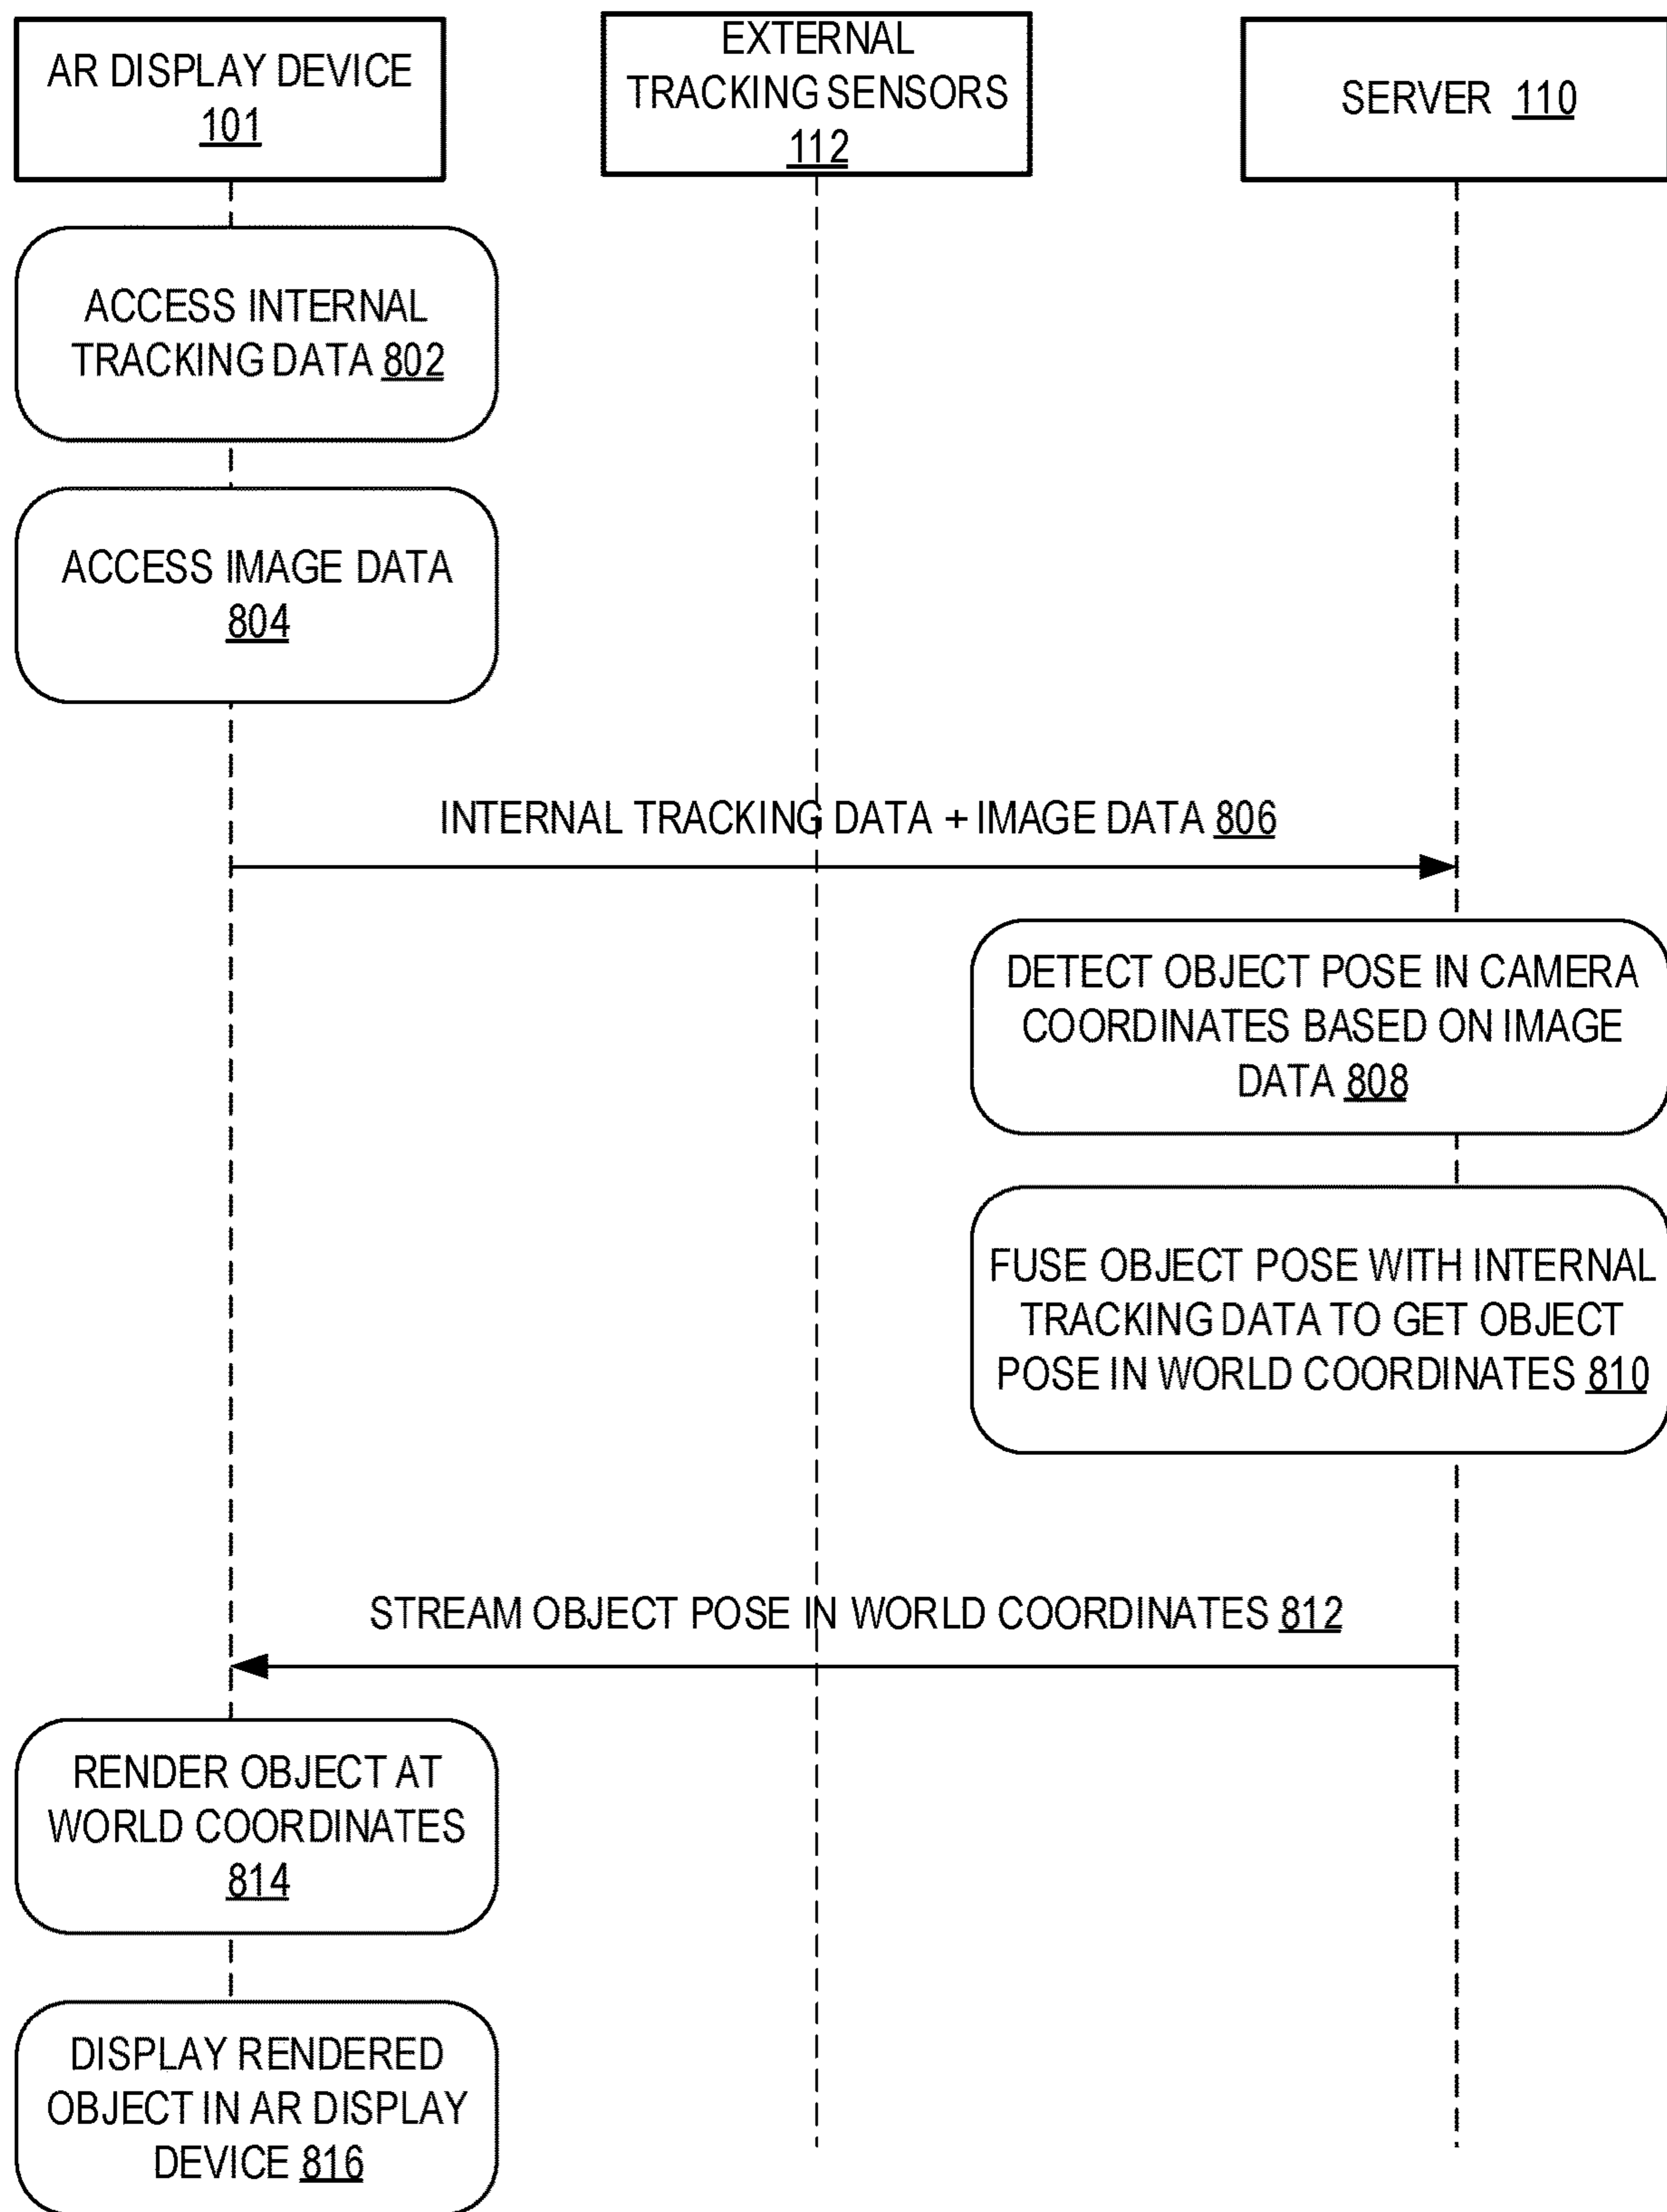 AR DISPLAY DEVICE
101
EXTERNAL
TRACKING SENSORS
112
SERVER 110
ACCESS INTERNAL
TRACKING DATA 802
ACCESS IMAGE DATA
804
INTERNAL TRACKING DATA + IMAGE DATA 806
DETECT OBJECT POSE IN CAMERA
COORDINATES BASED ON IMAGE
DATA 808
FUSE OBJECT POSE WITH INTERNAL
TRACKING DATA TO GET OBJECT
POSE IN WORLD COORDINATES 810
STREAM OBJECT POSE IN WORLD COORDINATES 812
RENDER OBJECT AT
WORLD COORDINATES
814
DISPLAY RENDERED
OBJECT IN AR DISPLAY
DEVICE 816